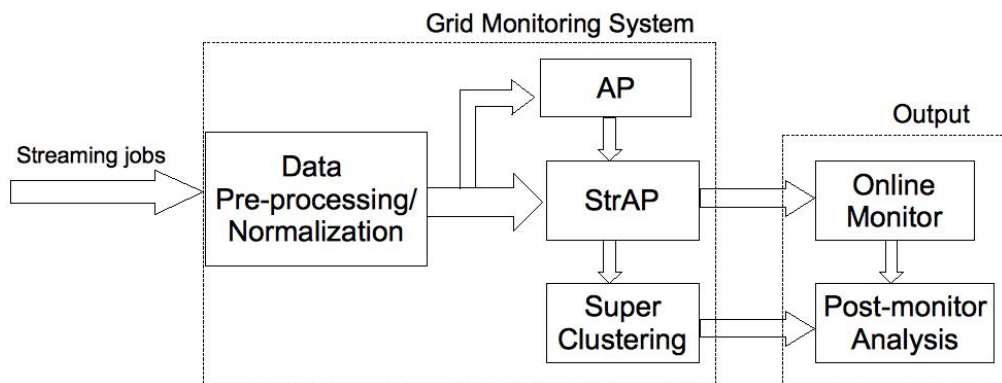 Grid Monitoring System
AP
Output
Streaming jobs
Data
Pre-processing/
Normalization
StrAP
Online
Monitor
Super
Clustering
Post-monitor
Analysis